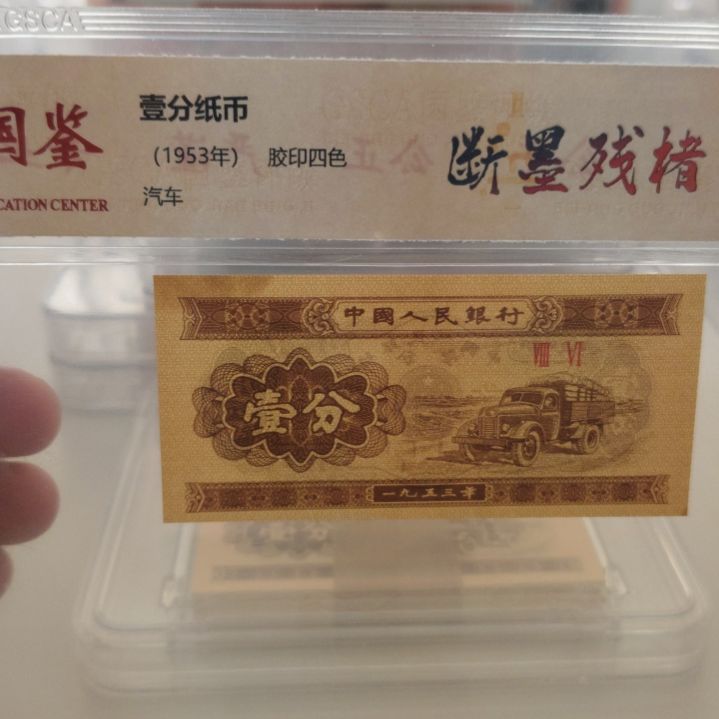 GSCA
国鉴
CATION CENTER
壹分纸币
(1953年) 胶印四色
汽车
断墨残楮
中國人民銀行
VIII VI
壹分
一九五三年